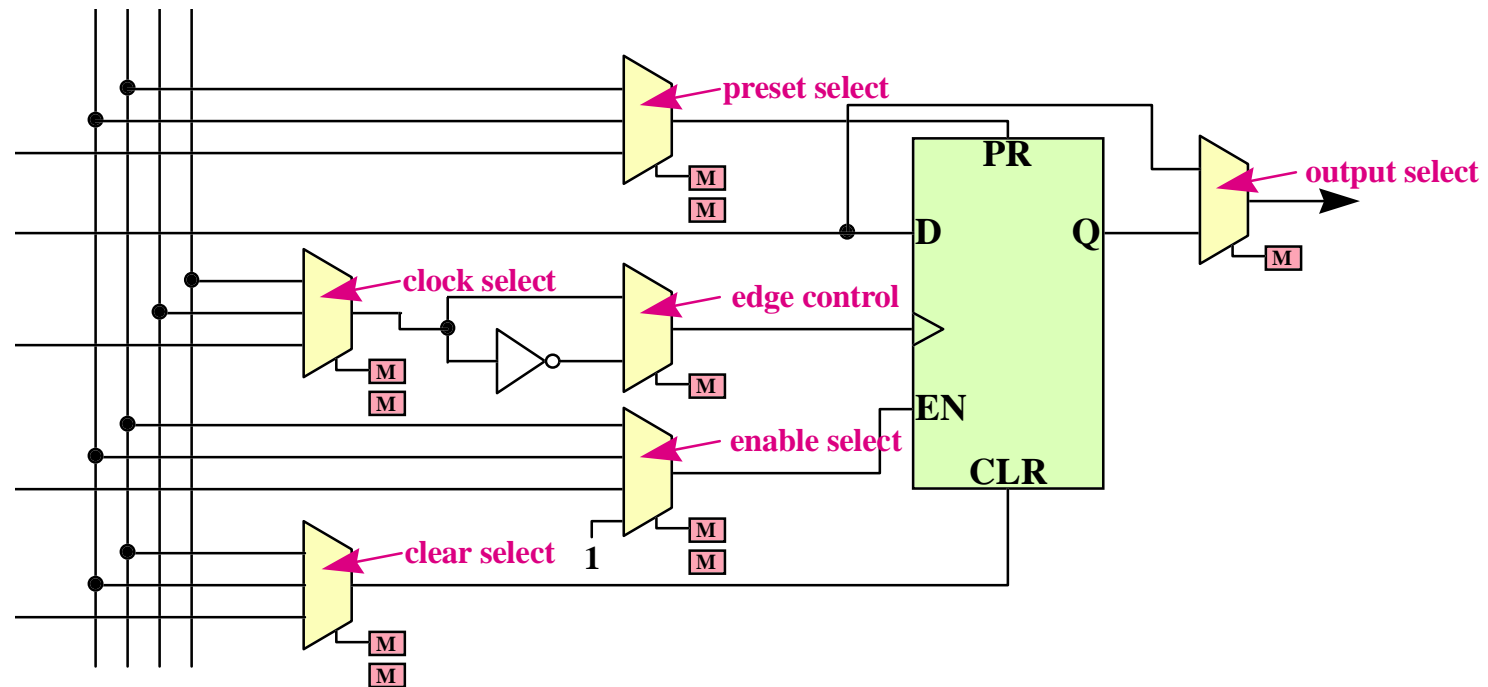 preset select
M
M
PR
output select
D
Q
M
clock select
edge control
M
M
M
EN
enable select
CLR
M
M
1
clear select
M
M